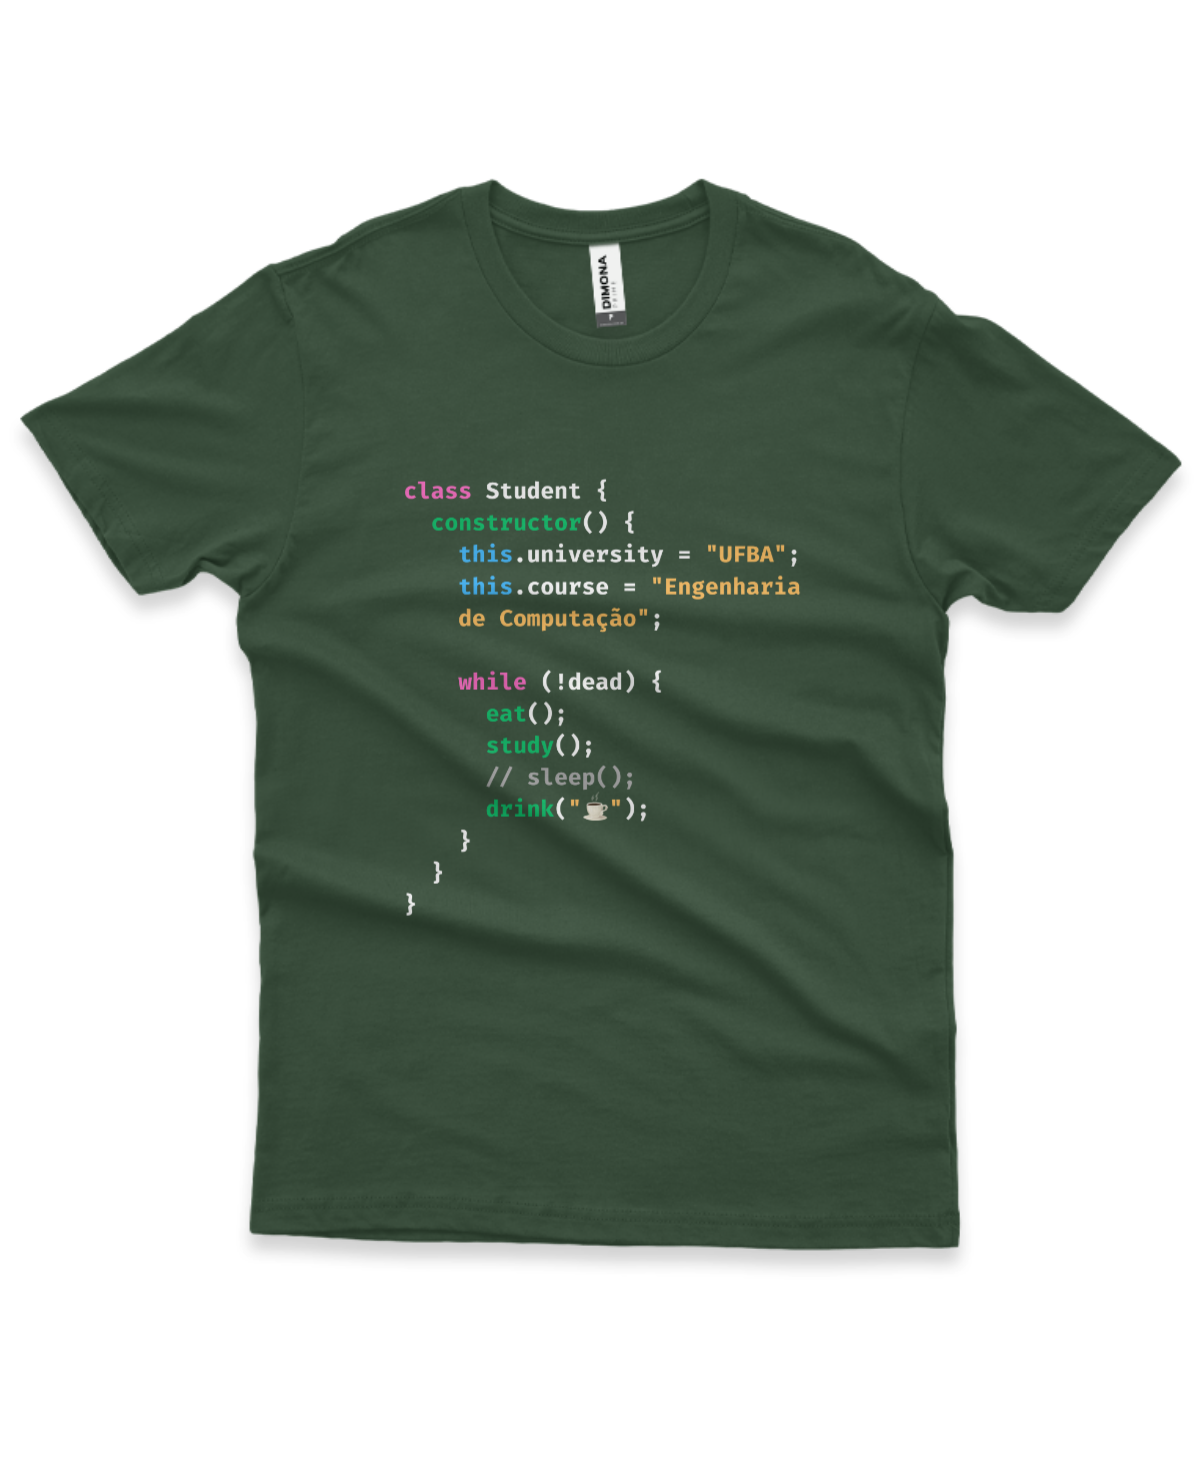 DIMONA
class Student {
constructor() {
this.university = "UFBA";
this.course = "Engenharia
de Computação";
while (!dead) {
eat();
study();
// sleep();
drink("☕");
}
}
}